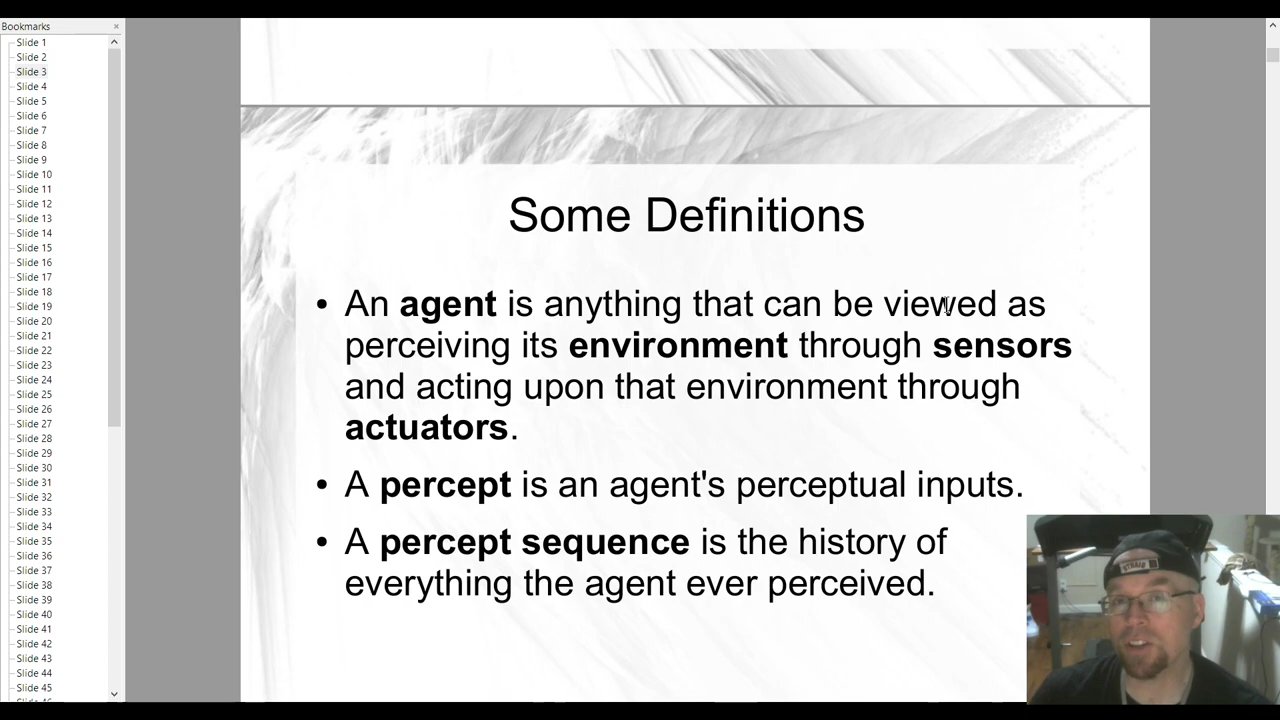 Bookmarks
Slide 1
Slide 2
Slide 3
Slide 4
Slide 5
Slide 6
Slide 7
Slide 8
Slide 9
Slide 10
Slide 11
Slide 12
Slide 13
Slide 14
Slide 15
Slide 16
Slide 17
Slide 18
Slide 19
Slide 20
Slide 21
Slide 22
Slide 23
Slide 24
Slide 25
Slide 26
Slide 27
Slide 28
Slide 29
Slide 30
Slide 31
Slide 32
Slide 33
Slide 34
Slide 35
Slide 36
Slide 37
Slide 38
Slide 39
Slide 40
Slide 41
Slide 42
Slide 43
Slide 44
Slide 45
Some Definitions
• An agent is anything that can be viewed as
perceiving its environment through sensors
and acting upon that environment through
actuators.
• A percept is an agent's perceptual inputs.
• A percept sequence is the history of
everything the agent ever perceived.